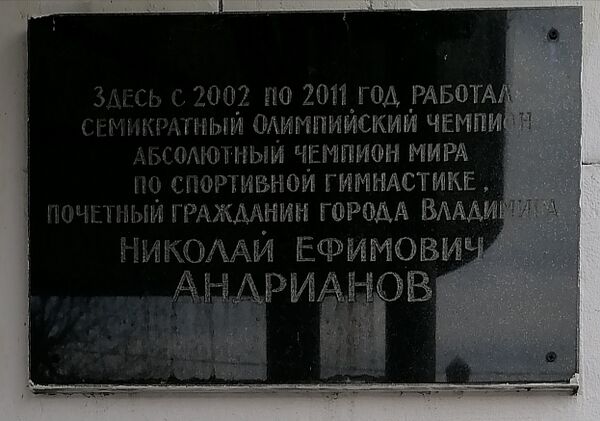 Здесь с 2002 по 2011 год работал
семикратный Олимпийский чемпион
абсолютный чемпион мира
по спортивной гимнастике,
почетный гражданин города Владимира
Николай Ефимович
Андрианов